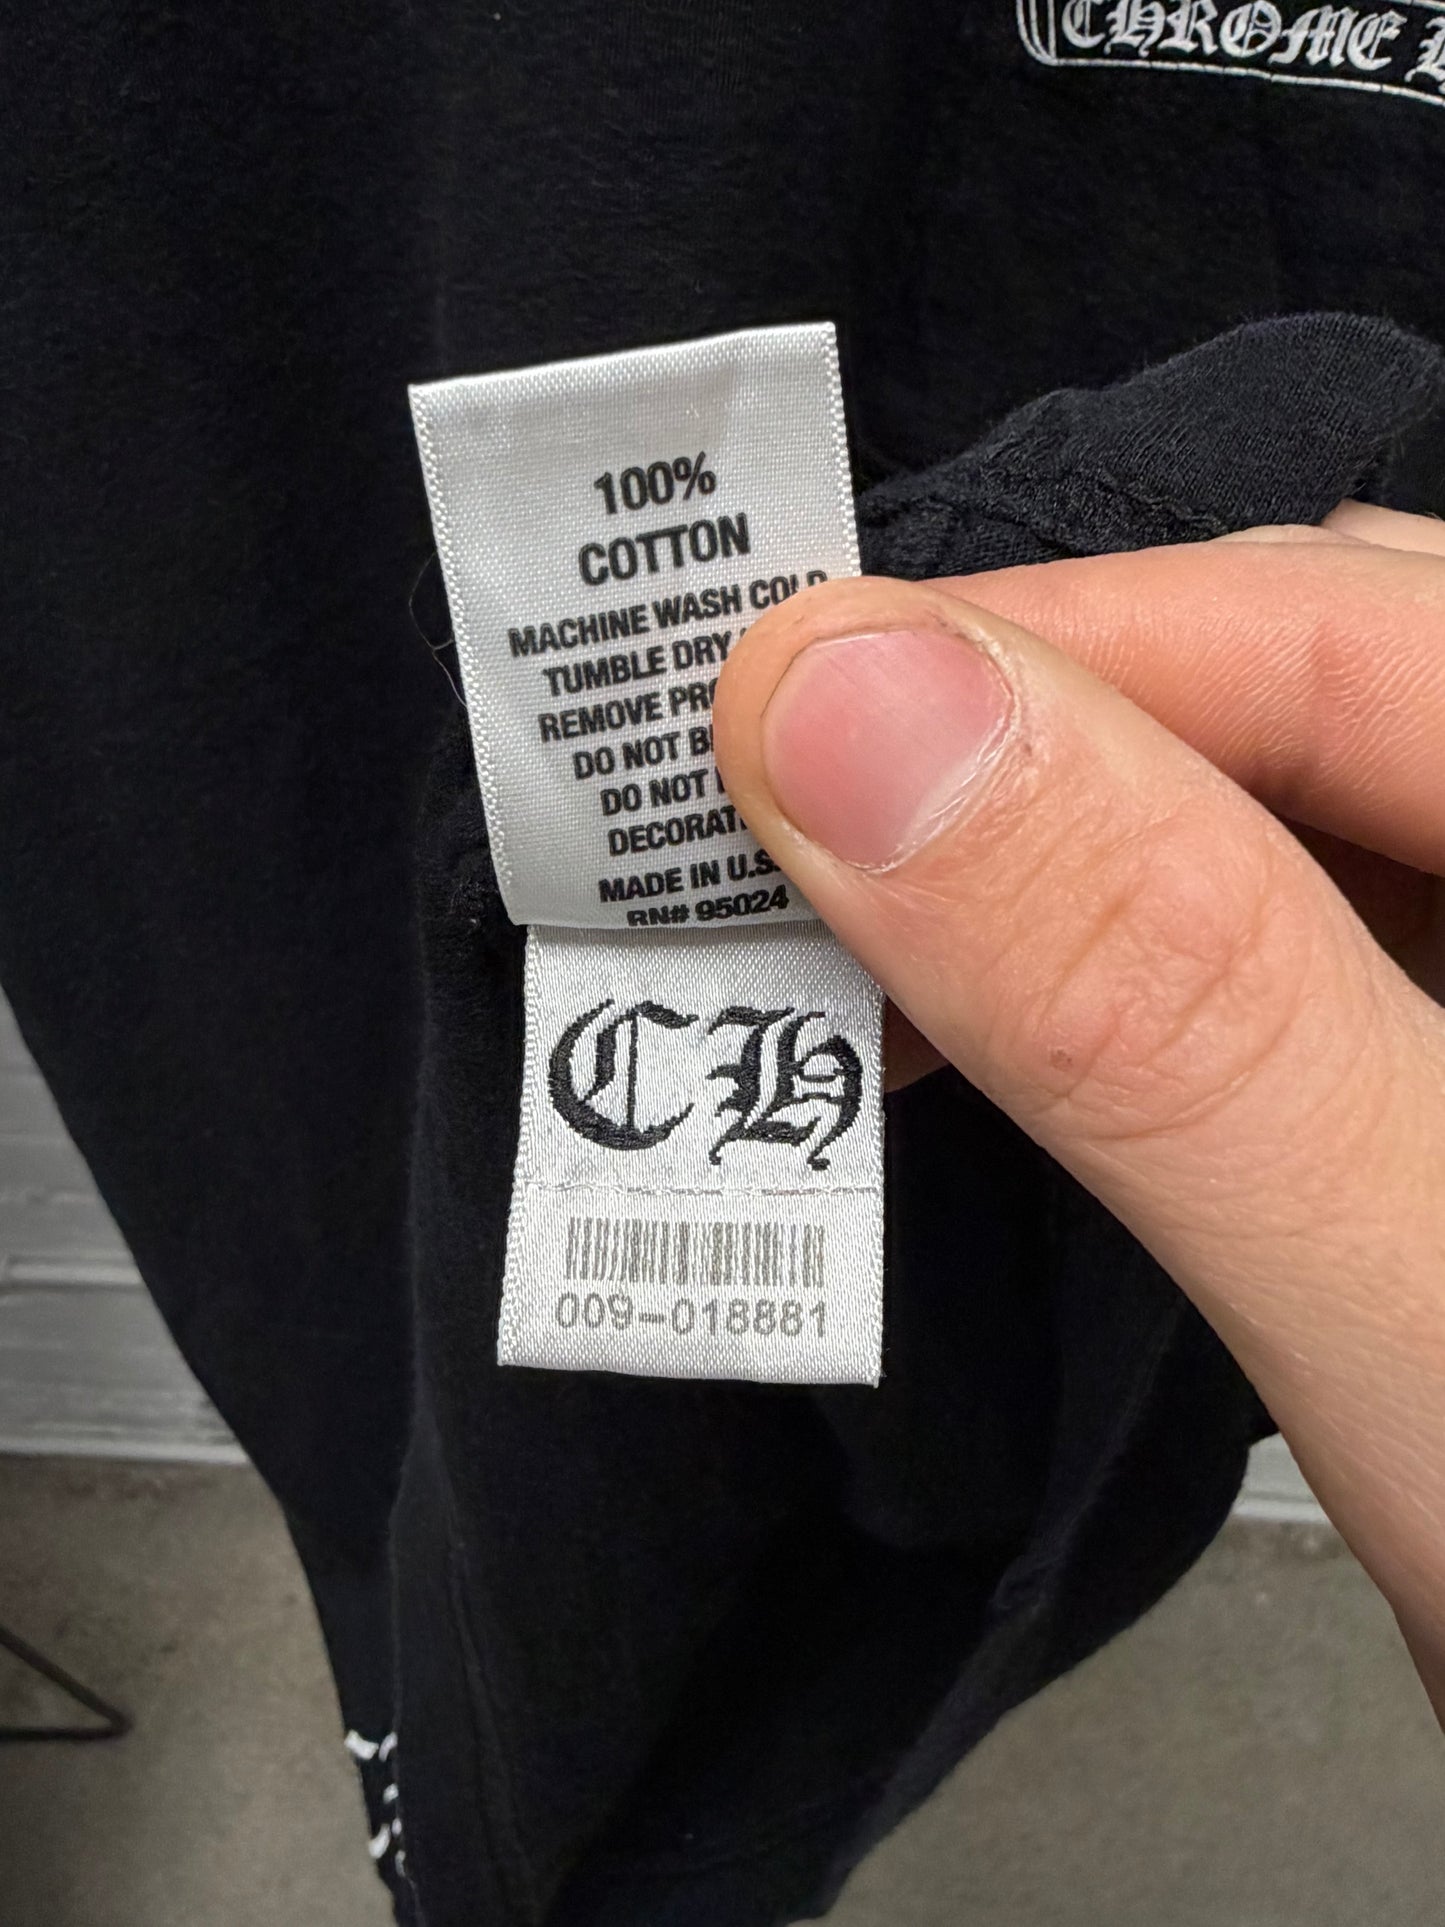 CHROME
100%
COTTON
MACHINE WASH COLD
TUMBLE DRY
REMOVE
DO NOT
DO NOT
MADE IN
RN# 95024
CH
009-018881